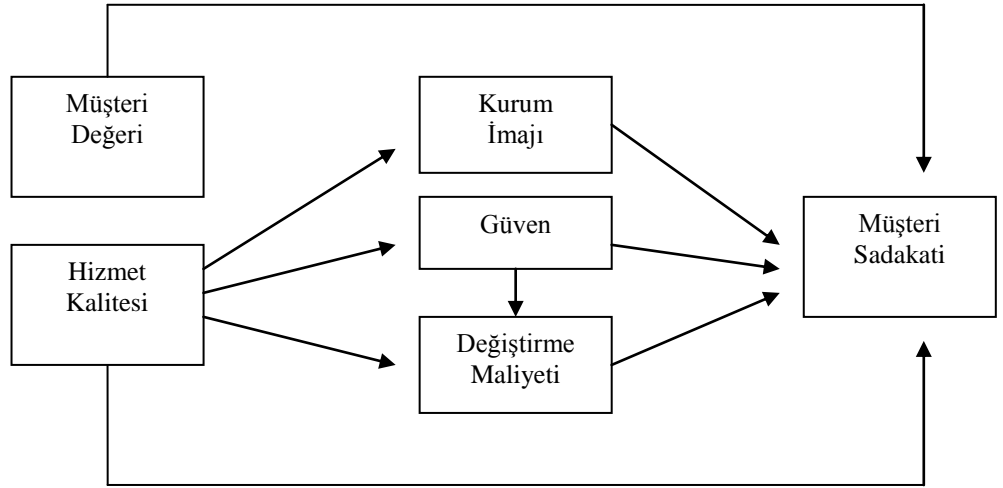 Müşteri
Değeri
Hizmet
Kalitesi
Kurum
İmajı
Güven
Değiştirme
Maliyeti
Müşteri
Sadakati